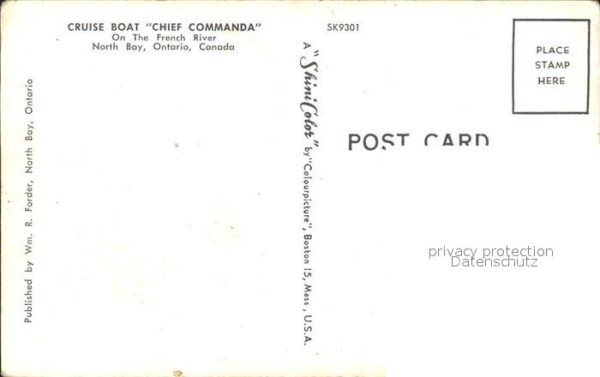 CRUISE BOAT "CHIEF COMMANDA"
On The French River
North Bay, Ontario, Canada
Published by Wm. R. Forder, North Bay, Ontario
SK9301
A "ShiniColor" by "Colourpicture", Boston 15, Mass., U.S.A.
PLACE
STAMP
HERE
POST CARD
privacy protection
Datenschutz